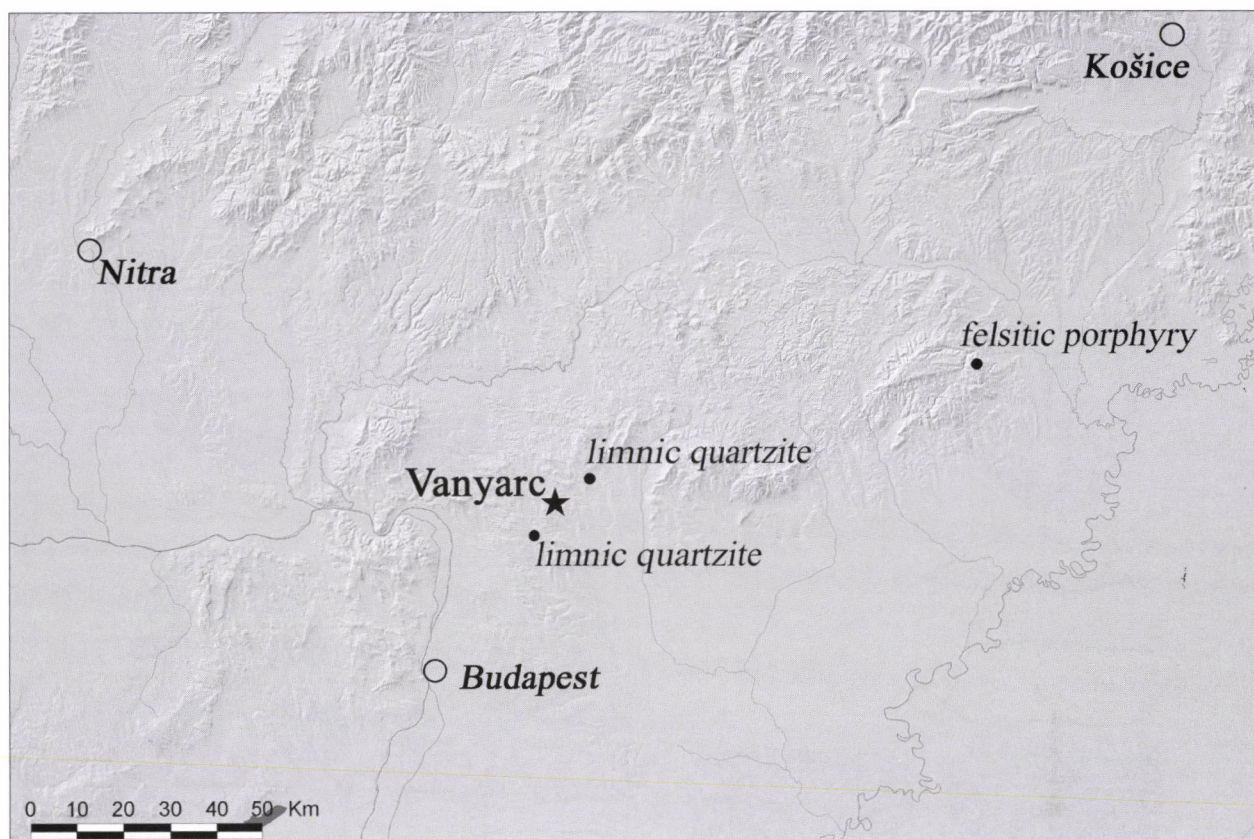 Košice
Nitra
felsitic porphyry
limnic quartzite
Vanyarc
limnic quartzite
Budapest
0 10 20 30 40 50 Km